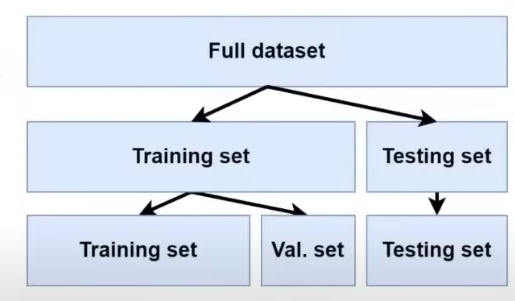 Full dataset
Training set
Testing set
Training set
Val. set
Testing set